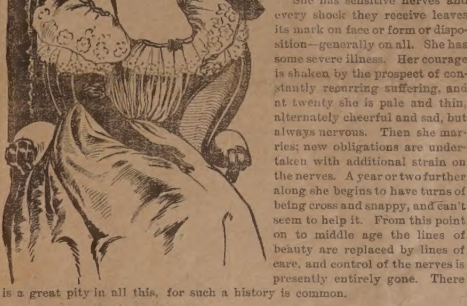 She has sensitive nerves and
every shock they receive leaves
its mark on face or form or dispo-
sition—generally on all. She has
some severe illness. Her courage
is shaken by the prospect of con-
stantly recurring suffering, and
at twenty she is pale and thin,
alternately cheerful and sad, but
always nervous. Then she mar-
ries; new obligations are under-
taken with additional strain on
the nerves. A year or two further
along she begins to have turns of
being cross and snappy, and can't
seem to help it. From this point
on to middle age the lines of
beauty are replaced by lines of
care, and control of the nerves is
presently entirely gone. There
is a great pity in all this, for such a history is common.